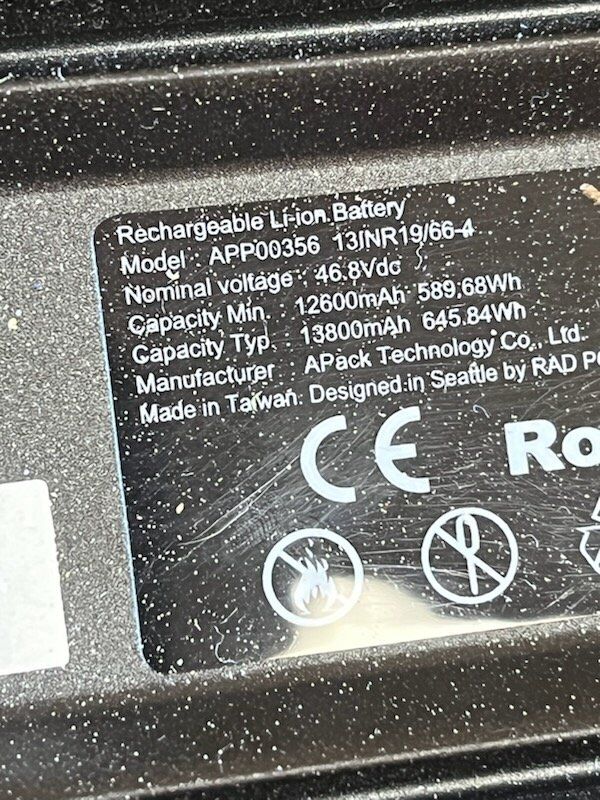 Rechargeable Li-ion Battery
Model : APP00356 13INR19/66-4
Nominal voltage : 46.8Vdc
Capacity Min. : 12600mAh 589.68Wh
Capacity Typ. : 13800mAh 645.84Wh
Manufacturer : APack Technology Co., Ltd.
Made in Taiwan. Designed in Seattle by RAD P
CE Ro